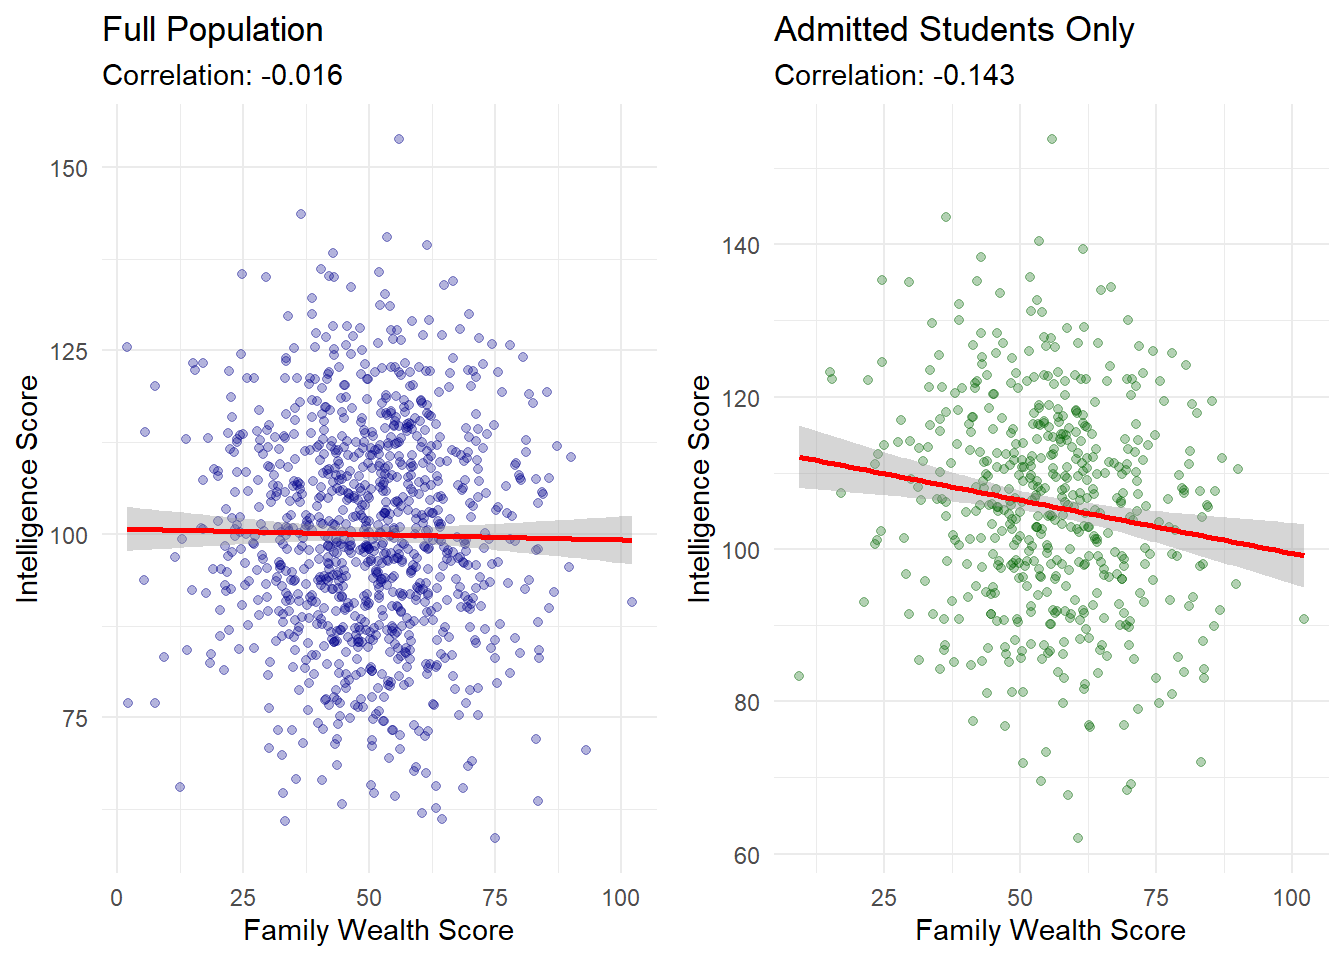 Full Population
Correlation: -0.016
150
125
100
75
Intelligence Score
0 25 50 75 100
Family Wealth Score
Admitted Students Only
Correlation: -0.143
140
120
100
80
60
Intelligence Score
25 50 75 100
Family Wealth Score